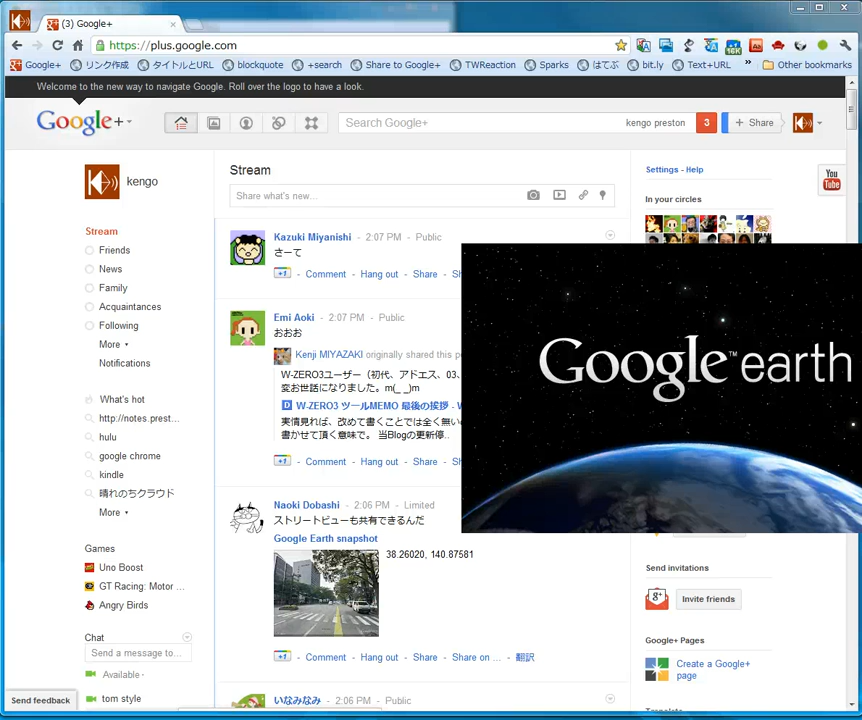 (3) Google+
https://plus.google.com
16K
Google+ リンク作成 タイトルとURL blockquote +search Share to Google+ TWReaction Sparks はてぶ bit.ly Text+URL » Other bookmarks
Welcome to the new way to navigate Google. Roll over the logo to have a look.
Google+
Search Google+
kengo preston
3
+ Share
kengo
Stream
Share what's new...
Settings - Help
You
Tube
In your circles
Stream
Friends
News
Family
Acquaintances
Following
More
Notifications
What's hot
http://notes.prest...
hulu
google chrome
kindle
晴れのちクラウド
More
Games
Uno Boost
GT Racing: Motor ...
Angry Birds
Chat
Send a message to...
Available
tom style
Send feedback
Kazuki Miyanishi - 2:07 PM - Public
さーて
+1 - Comment - Hang out - Share - Sh
Emi Aoki - 2:07 PM - Public
おおお
Kenji MIYAZAKI originally shared this p
W-ZERO3ユーザー（初代、アドエス、03、
変お世話になりました。m(_ _)m
D W-ZERO3 ツールMEMO 最後の挨拶 - W
実情見れば、改めて書くことでは全く無い
書かせて頂く意味で。 当Blogの更新停..
+1 - Comment - Hang out - Share - Sh
Naoki Dobashi - 2:06 PM - Limited
ストリートビューも共有できるんだ
Google Earth snapshot
38.26020, 140.87581
+1 - Comment - Hang out - Share - Share on ... - 翻訳
いなみなみ - 2:06 PM - Public
Google™ earth
Send invitations
g+
Invite friends
Google+ Pages
Create a Google+
page